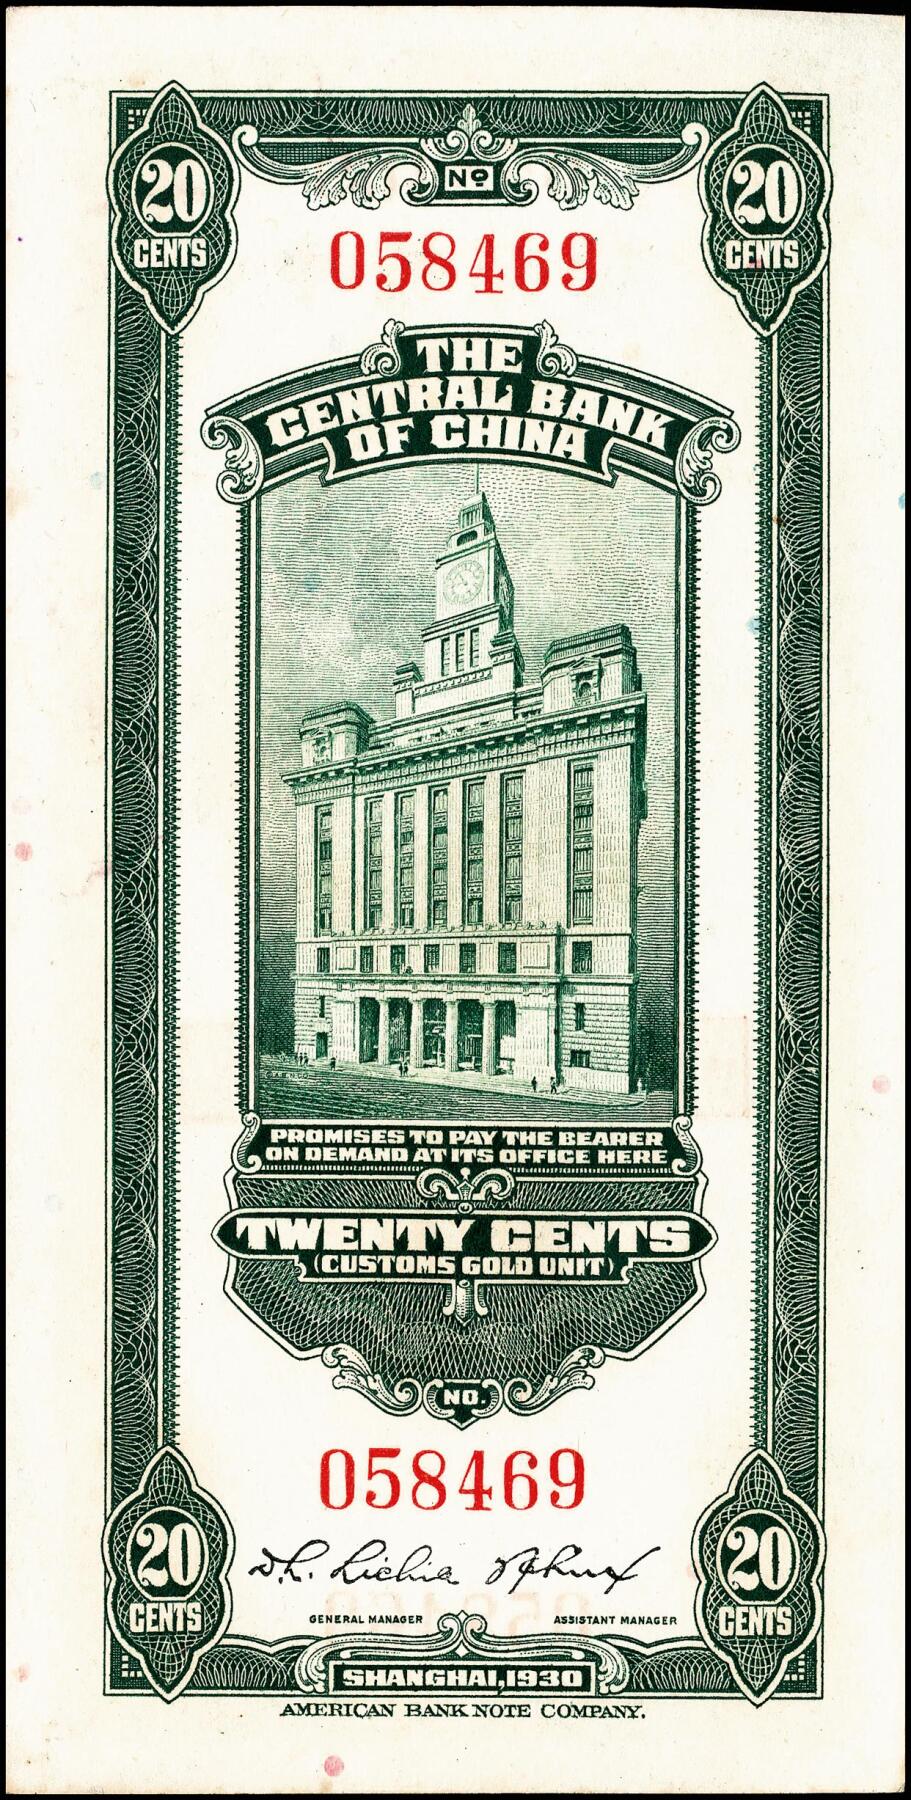 20
CENTS
Nº
20
CENTS
058469
THE
CENTRAL BANK
OF CHINA
PROMISES TO PAY THE BEARER
ON DEMAND AT ITS OFFICE HERE
TWENTY CENTS
(CUSTOMS GOLD UNIT)
NO.
058469
20
CENTS
20
CENTS
GENERAL MANAGER
ASSISTANT MANAGER
SHANGHAI, 1930
AMERICAN BANK NOTE COMPANY.